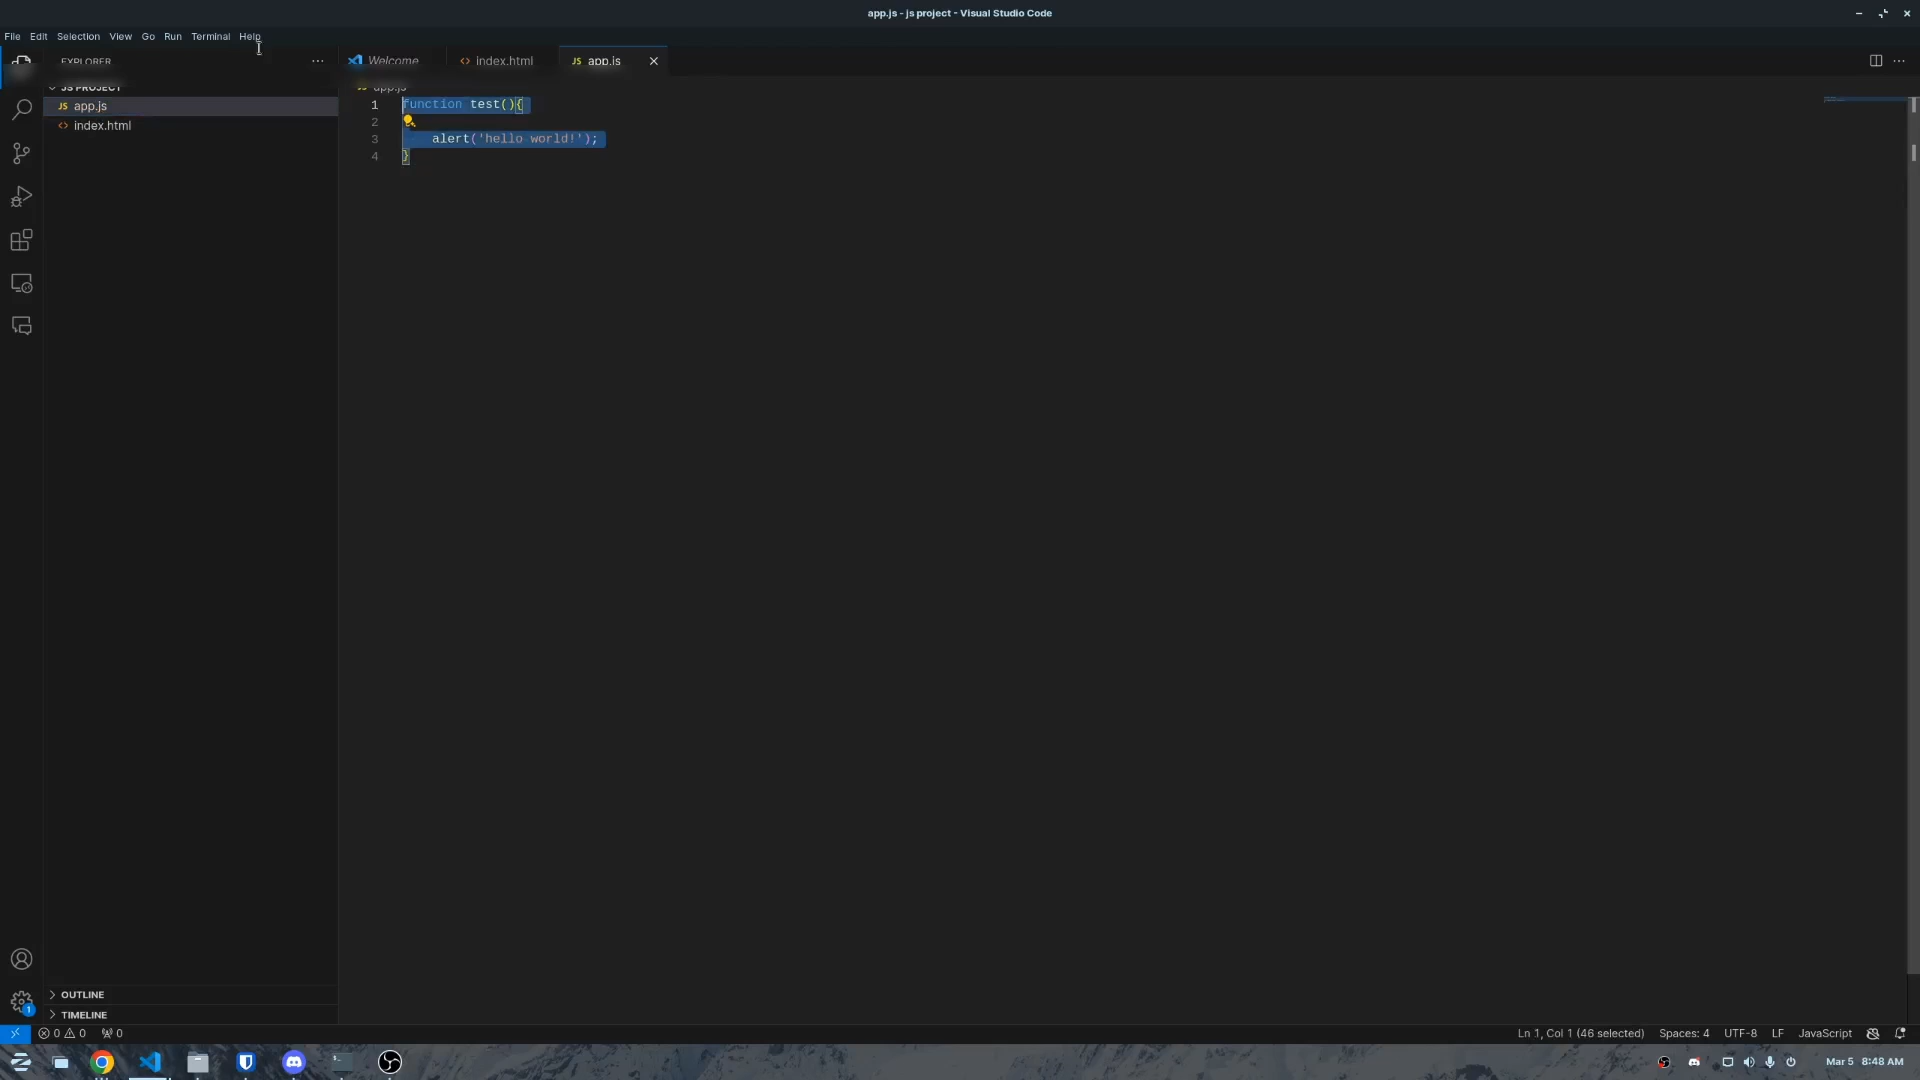 app.js - js project - Visual Studio Code
File Edit Selection View Go Run Terminal Help
EXPLORER
Welcome
index.html
JS app.js
JS PROJECT
JS app.js
<> index.html
app.js
1 function test(){
2
3 alert('hello world!');
4 }
OUTLINE
TIMELINE
0 0 0
Ln 1, Col 1 (46 selected) Spaces: 4 UTF-8 LF JavaScript
1
Mar 5 8:48 AM